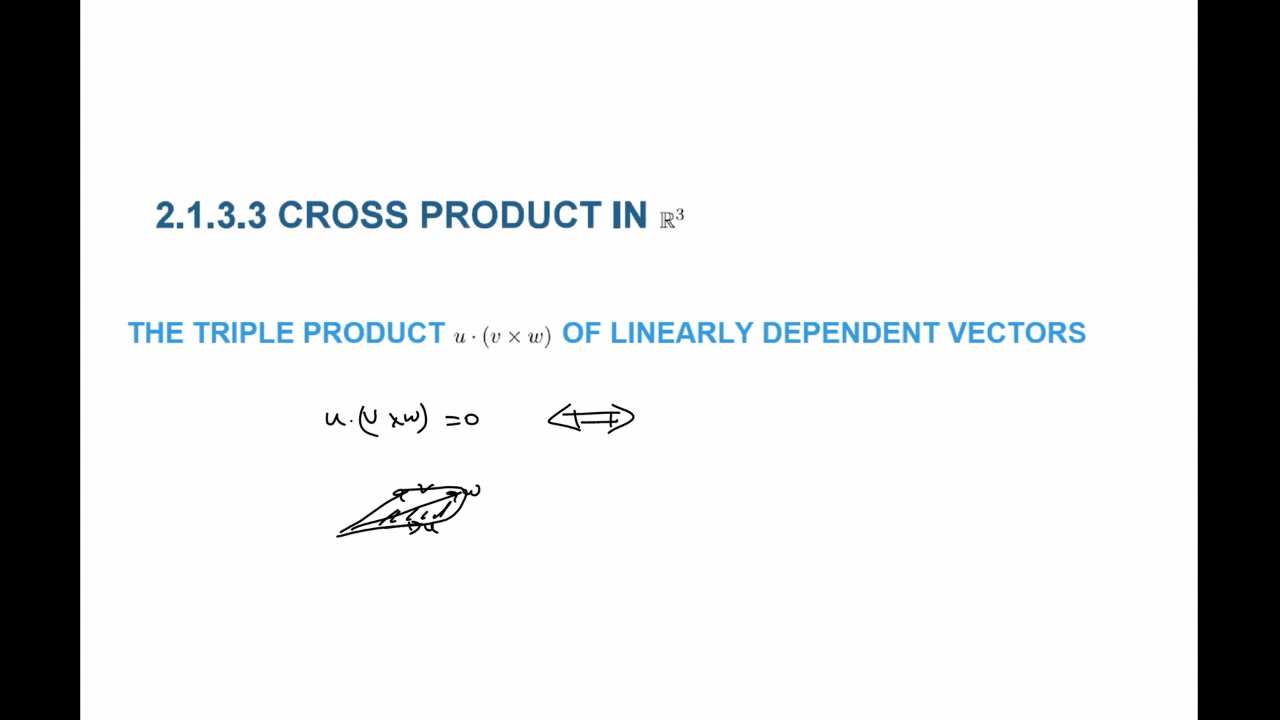 2.1.3.3 CROSS PRODUCT IN ℝ³
THE TRIPLE PRODUCT u · (v × w) OF LINEARLY DEPENDENT VECTORS
u·(v×w) = 0 ⟺
v w
u